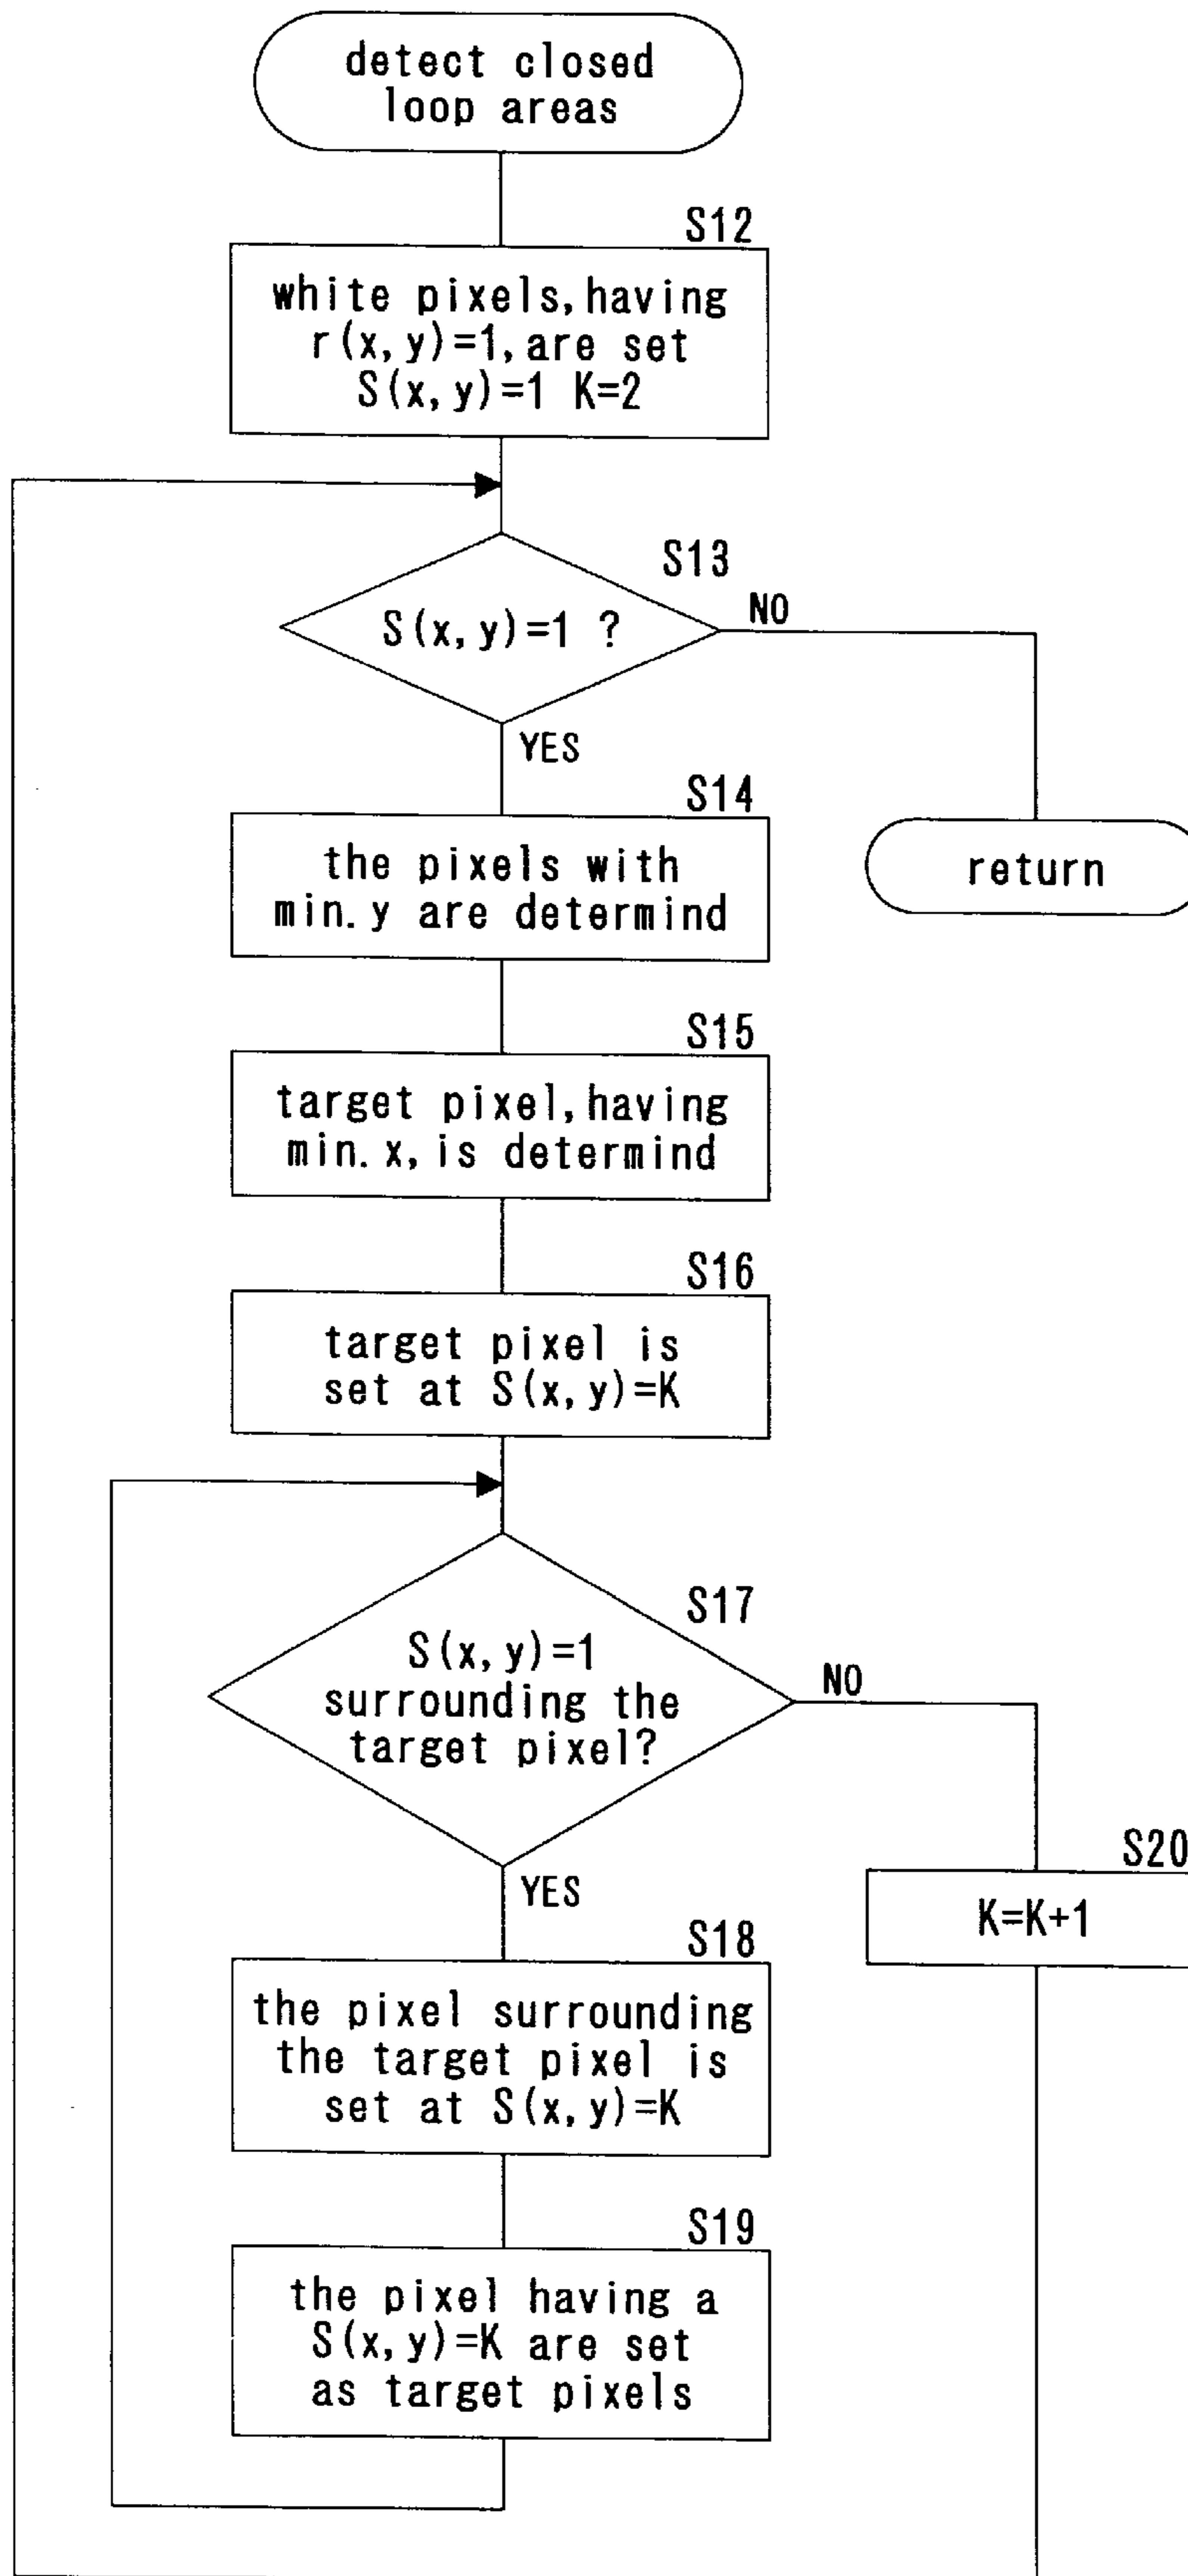 detect closed
loop areas
S12
white pixels, having
r(x, y)=1, are set
S(x, y)=1 K=2
S13
S(x, y)=1 ?
NO
YES
S14
the pixels with
min. y are determind
return
S15
target pixel, having
min. x, is determind
S16
target pixel is
set at S(x, y)=K
S17
S(x, y)=1
surrounding the
target pixel?
NO
YES
S20
K=K+1
S18
the pixel surrounding
the target pixel is
set at S(x, y)=K
S19
the pixel having a
S(x, y)=K are set
as target pixels